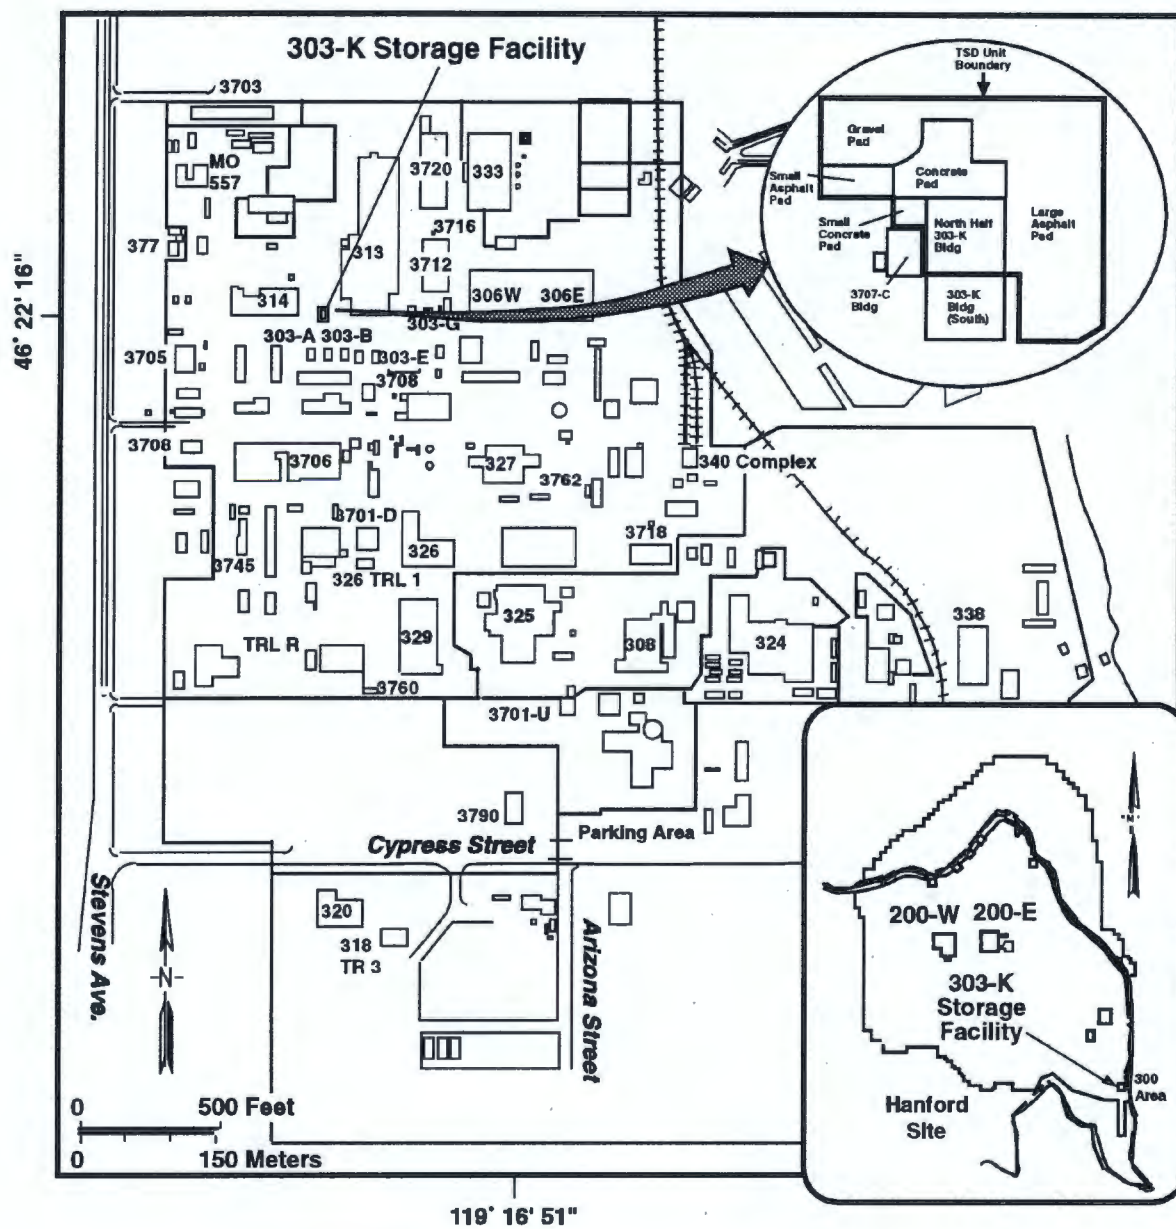 303-K Storage Facility
TSD Unit
Boundary
3703
Gravel
Pad
MO
557
3720
333
Small
Asphalt
Pad
Concrete
Pad
3716
Small
Concrete
Pad
North Half
303-K
Bldg
Large
Asphalt
Pad
377
313
3712
314
306W
306E
3707-C
Bldg
303-K
Bldg
(South)
46° 22' 16"
303-G
303-A
303-B
3705
303-E
3708
3708
3706
327
340 Complex
3762
3701-D
326
3718
3745
326 TRL 1
325
338
329
308
324
TRL R
3760
3701-U
3790
Parking Area
Cypress Street
"N"
Stevens Ave.
320
318
TR 3
Arizona Street
-N-
200-W
200-E
303-K
Storage
Facility
300
Area
Hanford
Site
0
500 Feet
0
150 Meters
119° 16' 51"